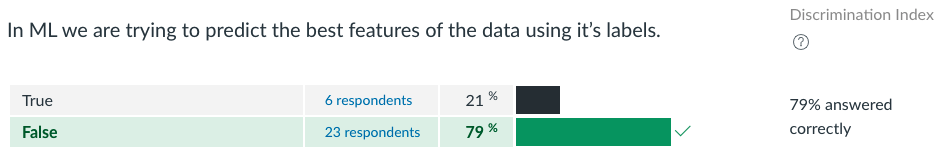 Discrimination Index
In ML we are trying to predict the best features of the data using it’s labels.
?
True 6 respondents 21 %
79% answered
correctly
False 23 respondents 79 %